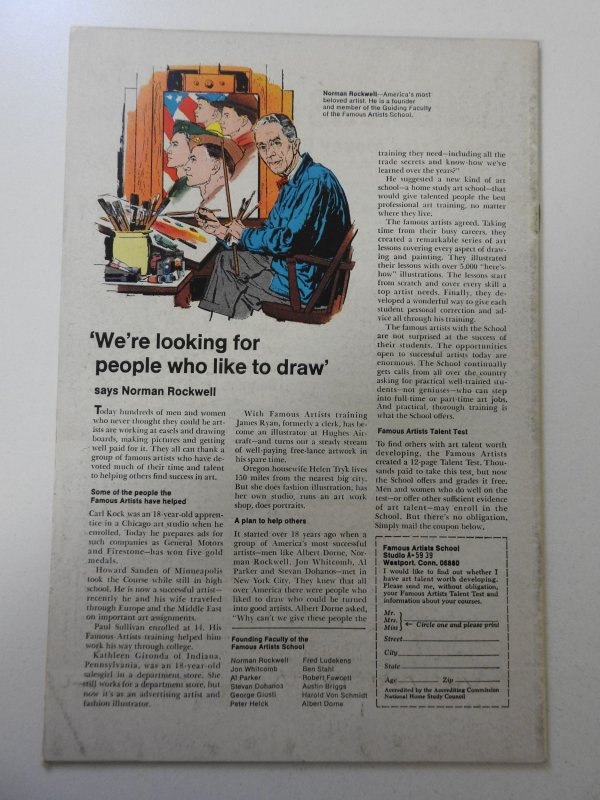 Norman Rockwell—America's most
beloved artist. He is a founder
and member of the Guiding Faculty
of the Famous Artists School.
'We're looking for
people who like to draw'
says Norman Rockwell
Today hundreds of men and women
who never thought they could be art-
ists are working at easels and drawing
boards, making pictures and getting
well paid for it. They all can thank a
group of famous artists who have de-
voted much of their time and talent
to helping others find success in art.
Some of the people the
Famous Artists have helped
Carl Kock was an 18-year-old appren-
tice in a Chicago art studio when he
enrolled. Today he prepares ads for
such companies as General Motors
and Firestone—has won five gold
medals.
Howard Sanden of Minneapolis
took the Course while still in high
school. He is now a successful artist—
recently he and his wife traveled
through Europe and the Middle East
on important art assignments.
Paul Sullivan enrolled at 14. His
Famous Artists training helped him
work his way through college.
Kathleen Gironda of Indiana,
Pennsylvania, was an 18-year-old
salesgirl in a department store. She
still works for a department store, but
now it's as an advertising artist and
fashion illustrator.
With Famous Artists training
James Ryan, formerly a clerk, has be-
come an illustrator at Hughes Air-
craft—and turns out a steady stream
of well-paying free-lance artwork in
his spare time.
Oregon housewife Helen Tryk lives
150 miles from the nearest big city.
But she does fashion illustration, has
her own studio, runs an art work
shop, does portraits.
A plan to help others
It started over 18 years ago when a
group of America's most successful
artists—men like Albert Dorne, Nor-
man Rockwell, Jon Whitcomb, Al
Parker and Stevan Dohanos—met in
New York City. They knew that all
over America there were people who
liked to draw who could be turned
into good artists. Albert Dorne asked,
"Why can't we give these people the
Founding Faculty of the
Famous Artists School
Norman Rockwell
Jon Whitcomb
Al Parker
Stevan Dohanos
George Giusti
Peter Helck
Fred Ludekens
Ben Stahl
Robert Fawcett
Austin Briggs
Harold Von Schmidt
Albert Dorne
training they need—including all the
trade secrets and know-how we've
learned over the years?"
He suggested a new kind of art
school—a home study art school—that
would give talented people the best
professional art training, no matter
where they live.
The famous artists agreed. Taking
time from their busy careers, they
created a remarkable series of art
lessons covering every aspect of draw-
ing and painting. They illustrated
their lessons with over 5,000 "here's-
how" illustrations. The lessons start
from scratch and cover every skill a
top artist needs. Finally, they de-
veloped a wonderful way to give each
student personal correction and ad-
vice all through his training.
The famous artists with the School
are not surprised at the success of
their students. The opportunities
open to successful artists today are
enormous. The School continually
gets calls from all over the country
asking for practical well-trained stu-
dents—not geniuses—who can step
into full-time or part-time art jobs.
And practical, thorough training is
what the School offers.
Famous Artists Talent Test
To find others with art talent worth
developing, the Famous Artists
created a 12-page Talent Test. Thou-
sands paid to take this test, but now
the School offers and grades it free.
Men and women who do well on the
test—or offer other sufficient evidence
of art talent—may enroll in the
School. But there's no obligation.
Simply mail the coupon below.
Famous Artists School
Studio A-5939
Westport, Conn. 06880
I would like to find out whether I
have art talent worth developing.
Please send me, without obligation,
your Famous Artists Talent Test and
information about your courses.
Mr.
Mrs.
Miss ← Circle one and please print
Street
City
State
Age Zip
Accredited by the Accrediting Commission
National Home Study Council